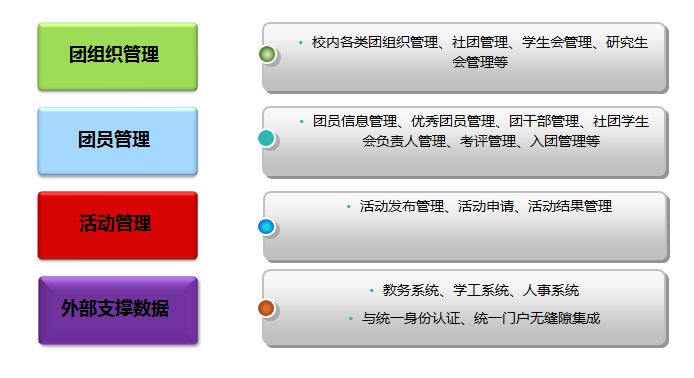 团组织管理
• 校内各类团组织管理、社团管理、学生会管理、研究生
会管理等
团员管理
• 团员信息管理、优秀团员管理、团干部管理、社团学生
会负责人管理、考评管理、入团管理等
活动管理
• 活动发布管理、活动申请、活动结果管理
外部支撑数据
• 教务系统、学工系统、人事系统
• 与统一身份认证、统一门户无缝隙集成